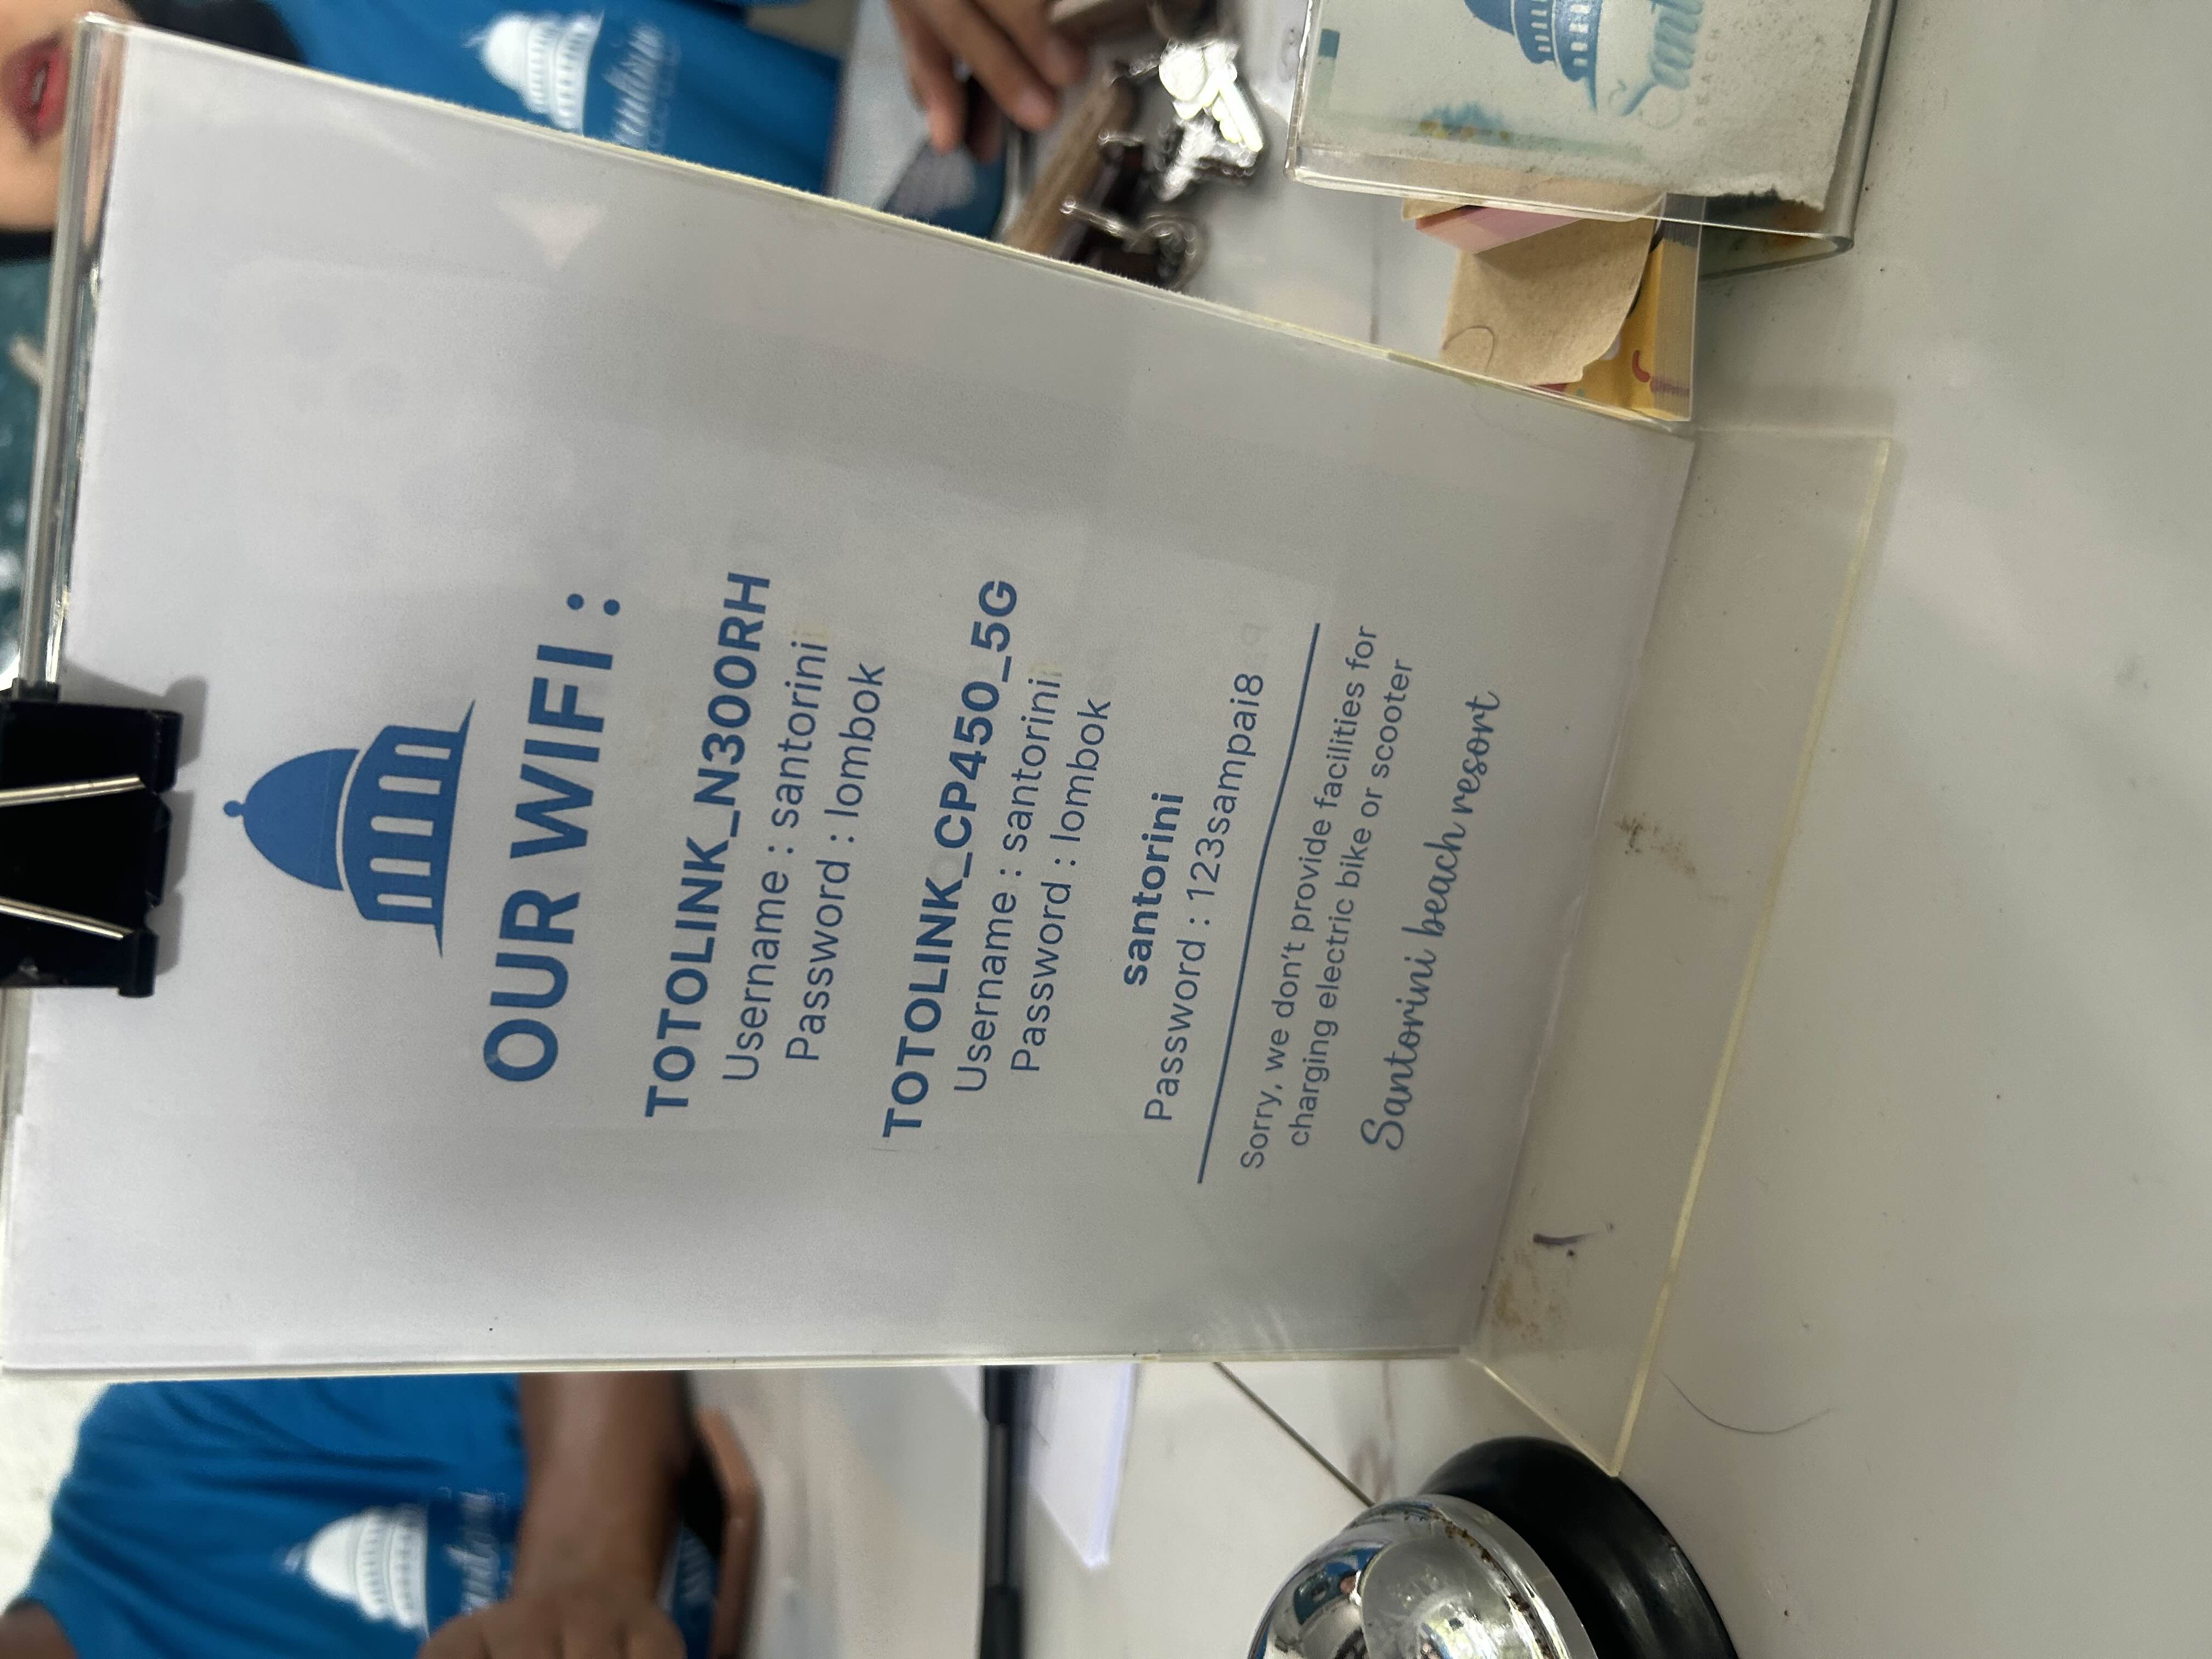 OUR WIFI :
TOTOLINK_N300RH
Username : santorini
Password : lombok
TOTOLINK_CP450_5G
Username : santorini
Password : lombok
santorini
Password : 123sampai8
Sorry, we don't provide facilities for
charging electric bike or scooter
Santorini beach resort